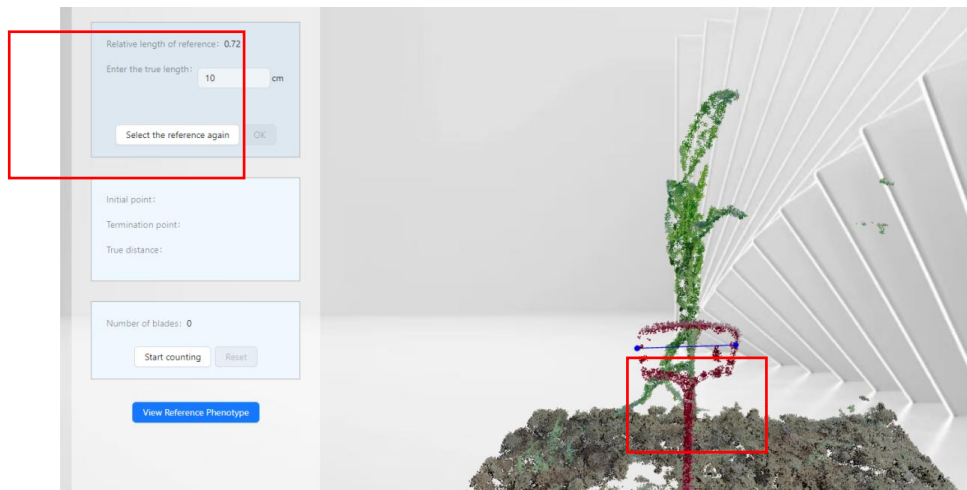 Relative length of reference: 0.72
Enter the true length: 10 cm
Select the reference again OK
Initial point:
Termination point:
True distance:
Number of blades: 0
Start counting Reset
View Reference Phenotype